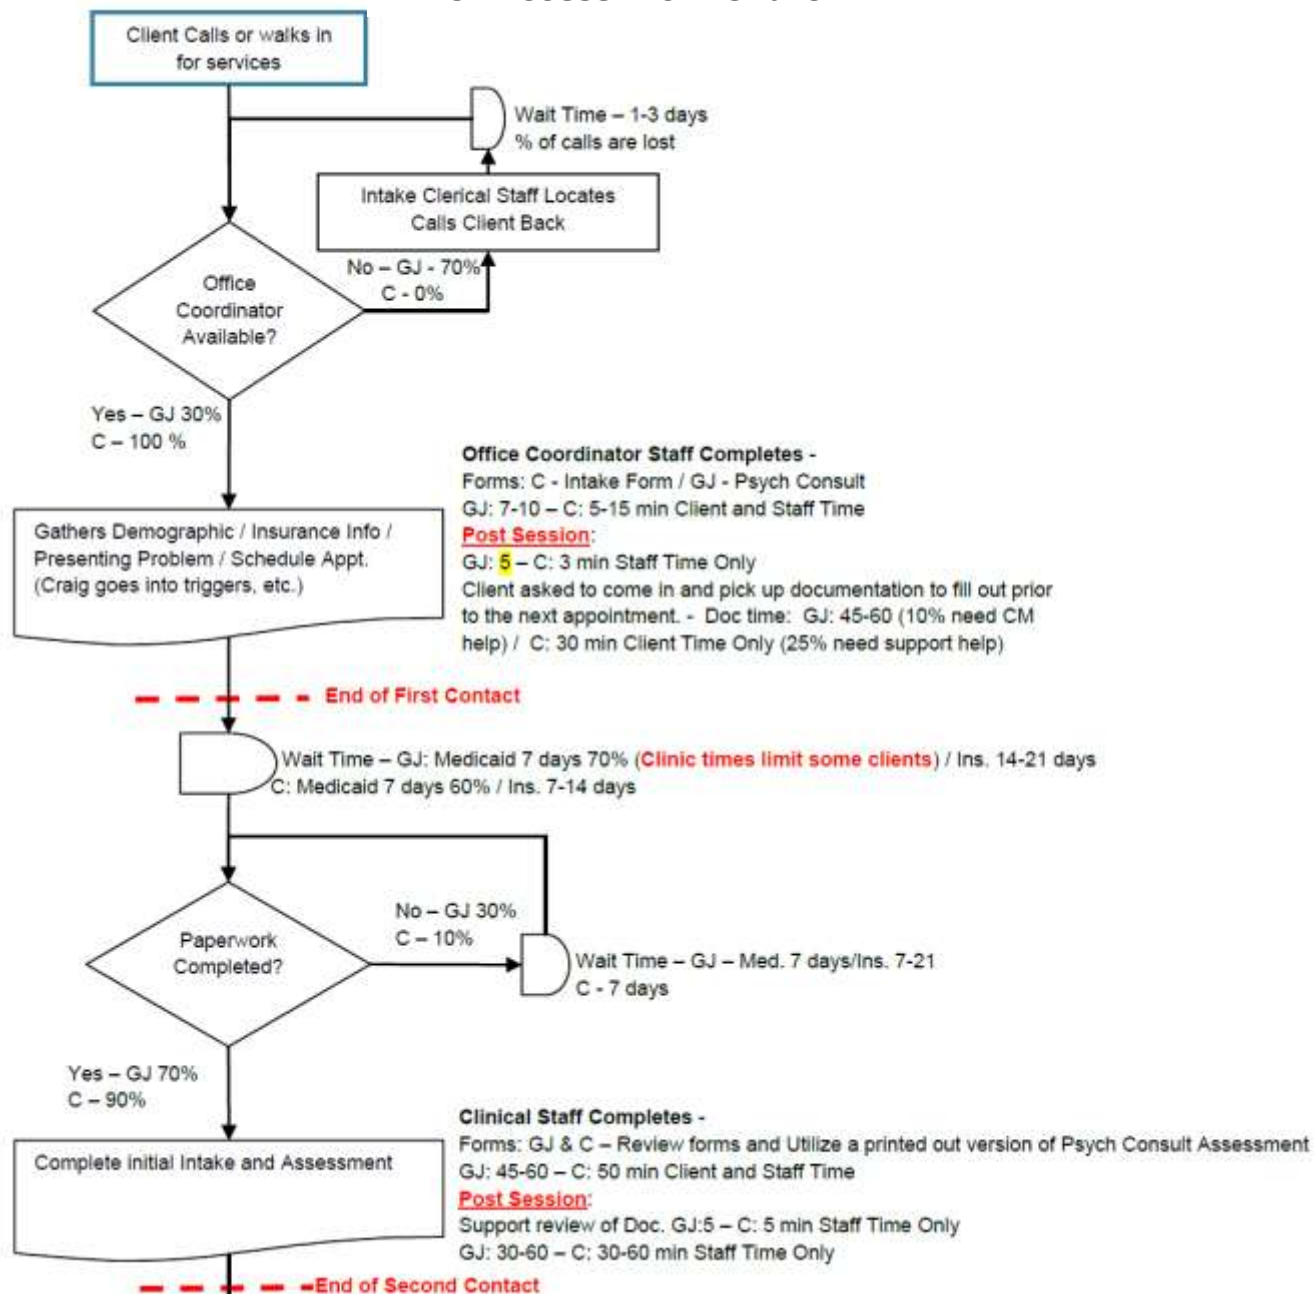 Client Calls or walks in
for services
Wait Time – 1-3 days
% of calls are lost
Intake Clerical Staff Locates
Calls Client Back
No – GJ - 70%
C - 0%
Office
Coordinator
Available?
Yes – GJ 30%
C – 100 %
Office Coordinator Staff Completes -
Forms: C - Intake Form / GJ - Psych Consult
GJ: 7-10 – C: 5-15 min Client and Staff Time
Post Session:
GJ: 5 – C: 3 min Staff Time Only
Client asked to come in and pick up documentation to fill out prior
to the next appointment. - Doc time: GJ: 45-60 (10% need CM
help) / C: 30 min Client Time Only (25% need support help)
Gathers Demographic / Insurance Info /
Presenting Problem / Schedule Appt.
(Craig goes into triggers, etc.)
End of First Contact
Wait Time – GJ: Medicaid 7 days 70% (Clinic times limit some clients) / Ins. 14-21 days
C: Medicaid 7 days 60% / Ins. 7-14 days
No – GJ 30%
C – 10%
Paperwork
Completed?
Wait Time – GJ – Med. 7 days/Ins. 7-21
C - 7 days
Yes – GJ 70%
C – 90%
Clinical Staff Completes -
Forms: GJ & C – Review forms and Utilize a printed out version of Psych Consult Assessment
GJ: 45-60 – C: 50 min Client and Staff Time
Post Session:
Support review of Doc. GJ:5 – C: 5 min Staff Time Only
GJ: 30-60 – C: 30-60 min Staff Time Only
Complete initial Intake and Assessment
End of Second Contact